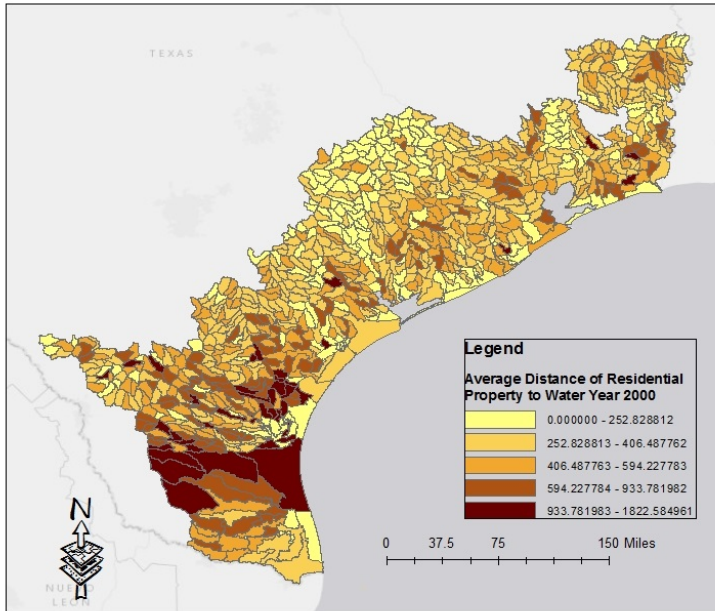 TEXAS
Legend
Average Distance of Residential
Property to Water Year 2000
0.000000 - 252.828812
252.828813 - 406.487762
406.487763 - 594.227783
594.227784 - 933.781982
933.781983 - 1822.584961
N
0 37.5 75 150 Miles
NUEVO
LEON